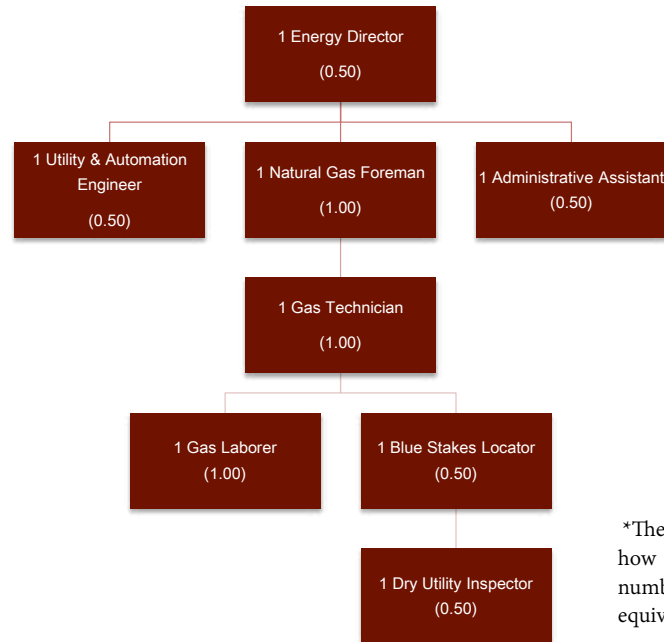 1 Energy Director
(0.50)
1 Utility & Automation
Engineer
(0.50)
1 Natural Gas Foreman
(1.00)
1 Administrative Assistant
(0.50)
1 Gas Technician
(1.00)
1 Gas Laborer
(1.00)
1 Blue Stakes Locator
(0.50)
1 Dry Utility Inspector
(0.50)
*The
how
numb
equiv